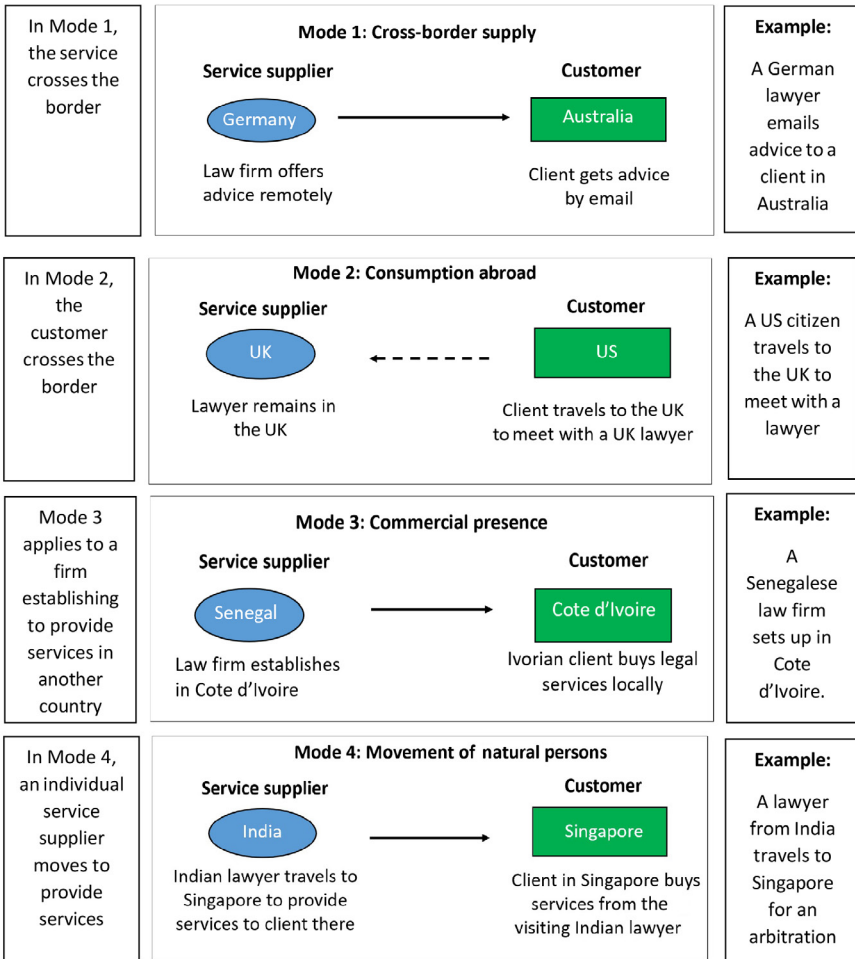 In Mode 1,
the service
crosses the
border
Mode 1: Cross-border supply
Service supplier
Customer
Germany
Australia
Law firm offers
advice remotely
Client gets advice
by email
Example:
A German
lawyer
emails
advice to a
client in
Australia
In Mode 2,
the
customer
crosses the
border
Mode 2: Consumption abroad
Service supplier
Customer
UK
US
Lawyer remains in
the UK
Client travels to the UK
to meet with a UK lawyer
Example:
A US citizen
travels to
the UK to
meet with a
lawyer
Mode 3
applies to a
firm
establishing
to provide
services in
another
country
Mode 3: Commercial presence
Service supplier
Customer
Senegal
Cote d’Ivoire
Law firm establishes
in Cote d’Ivoire
Ivorian client buys legal
services locally
Example:
A
Senegalese
law firm
sets up in
Cote
d’Ivoire.
In Mode 4,
an individual
service
supplier
moves to
provide
services
Mode 4: Movement of natural persons
Service supplier
Customer
India
Singapore
Indian lawyer travels to
Singapore to provide
services to client there
Client in Singapore buys
services from the
visiting Indian lawyer
Example:
A lawyer
from India
travels to
Singapore
for an
arbitration